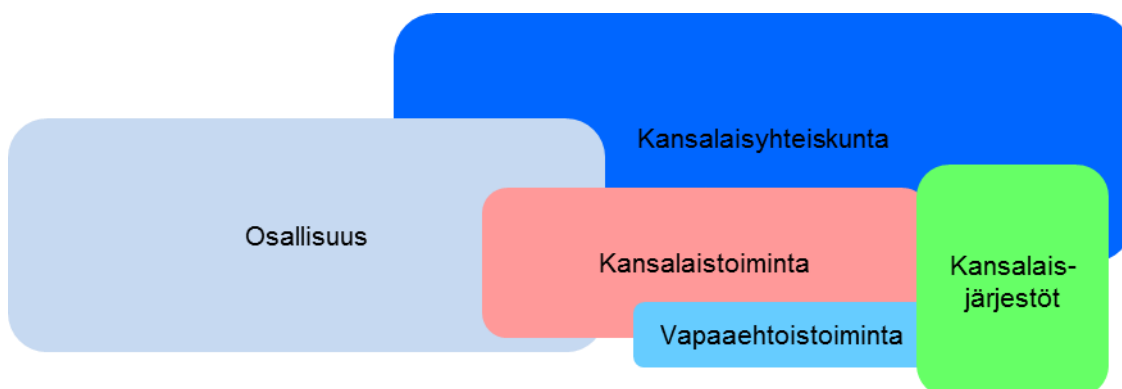 Kansalaisyhteiskunta
Osallisuus
Kansalaistoiminta
Kansalais-
järjestöt
Vapaaehtoistoiminta